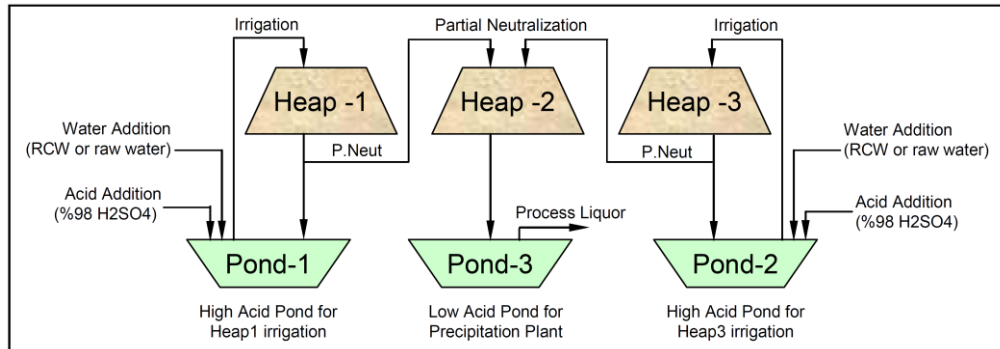 Irrigation
Partial Neutralization
Irrigation
Heap -1
Heap -2
Heap -3
Water Addition
(RCW or raw water)
P.Neut
P.Neut
Water Addition
(RCW or raw water)
Acid Addition
(%98 H2SO4)
Process Liquor
Acid Addition
(%98 H2SO4)
Pond-1
Pond-3
Pond-2
High Acid Pond for
Heap1 irrigation
Low Acid Pond for
Precipitation Plant
High Acid Pond for
Heap3 irrigation